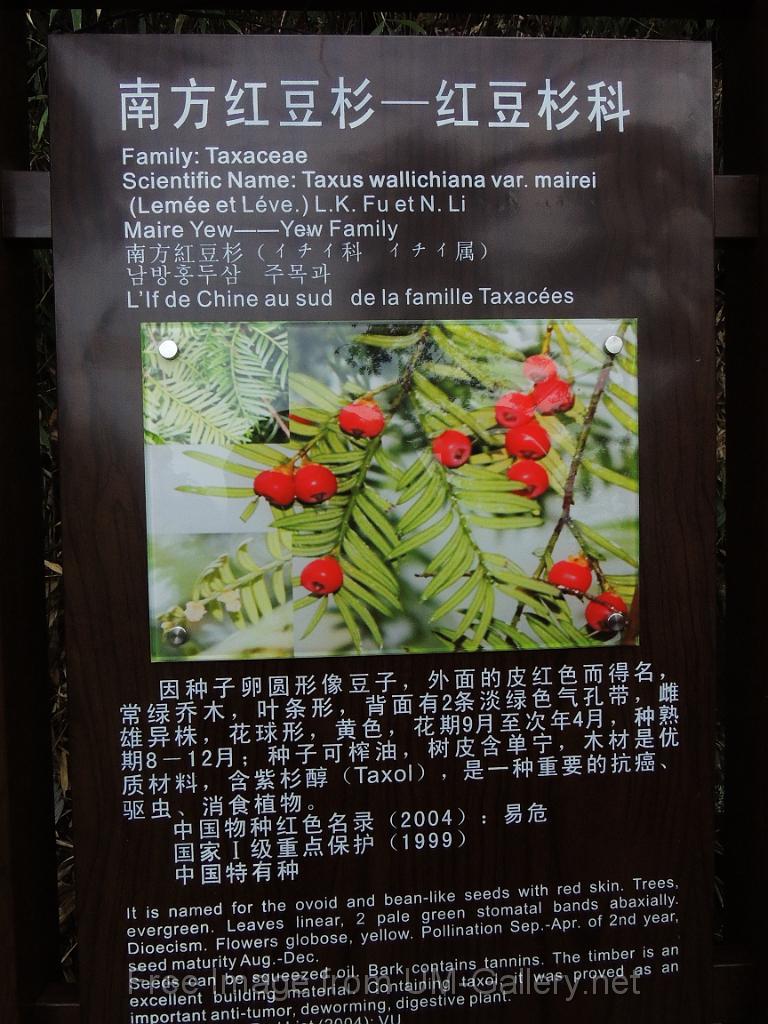 南方红豆杉—红豆杉科
Family: Taxaceae
Scientific Name: Taxus wallichiana var. mairei
(Lemée et Léve.) L.K. Fu et N. Li
Maire Yew——Yew Family
南方紅豆杉（イチイ科　イチイ属）
남방홍두삼　주목과
L'If de Chine au sud de la famille Taxacées
因种子卵圆形像豆子，外面的皮红色而得名，
常绿乔木，叶条形，背面有2条淡绿色气孔带，雌
雄异株，花球形，黄色，花期9月至次年4月，种熟
期8－12月；种子可榨油，树皮含单宁，木材是优
质材料，含紫杉醇（Taxol），是一种重要的抗癌、
驱虫、消食植物。
中国物种红色名录（2004）：易危
国家Ⅰ级重点保护（1999）
中国特有种
It is named for the ovoid and bean-like seeds with red skin. Trees,
evergreen. Leaves linear, 2 pale green stomatal bands abaxially.
Dioecism. Flowers globose, yellow. Pollination Sep.-Apr. of 2nd year,
seed maturity Aug.-Dec.
Seeds can be squeezed oil. Bark contains tannins. The timber is an
excellent building material. Containing taxol, it was proved as an
important anti-tumor, deworming, digestive plant.
List (2004): VU
Free Image from UM-Gallery.net